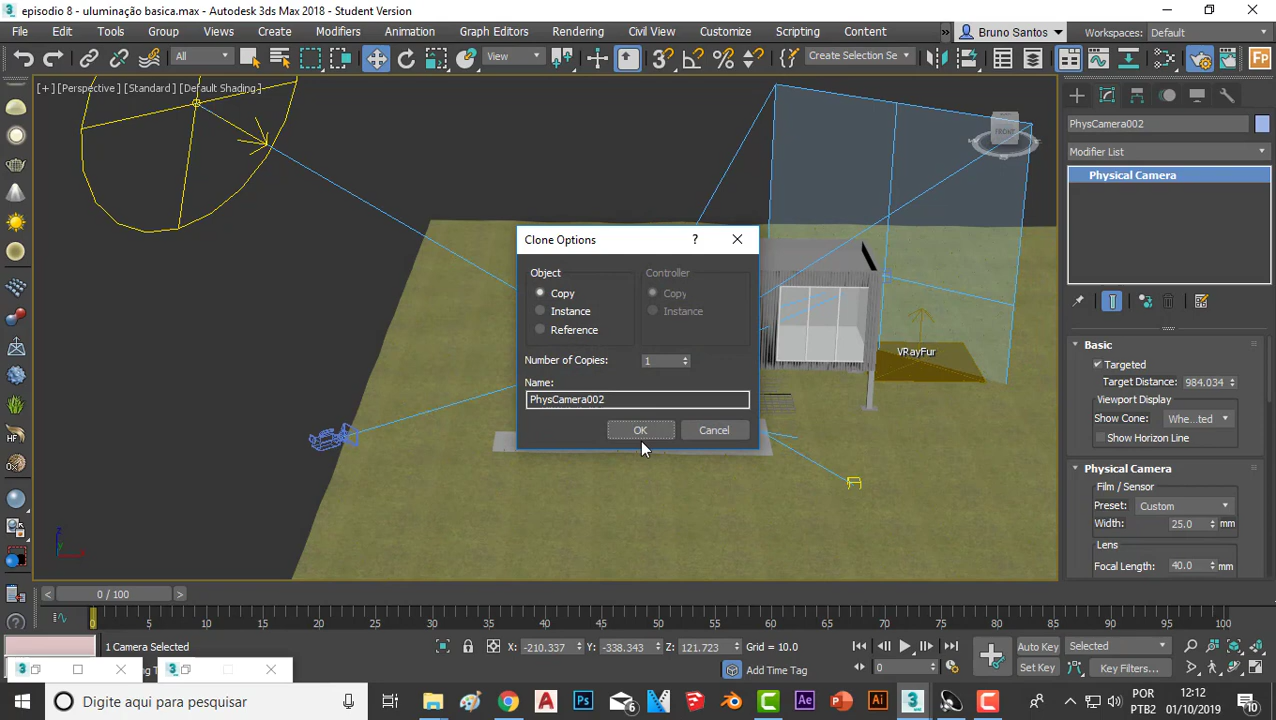 episodio 8 - uluminação basica.max - Autodesk 3ds Max 2018 - Student Version
File Edit Tools Group Views Create Modifiers Animation Graph Editors Rendering Civil View Customize Scripting Content » Bruno Santos Workspaces: Default
All View Create Selection Se
[+] [Perspective] [Standard] [Default Shading]
FRONT
VRayFur
PhysCamera002
Modifier List
Physical Camera
Clone Options ?
Object
Copy
Instance
Reference
Controller
Copy
Instance
Number of Copies: 1
Name:
PhysCamera002
OK Cancel
Basic
Targeted
Target Distance: 984.034
Viewport Display
Show Cone: Whe...ted
Show Horizon Line
Physical Camera
Film / Sensor
Preset: Custom
Width: 25.0 mm
Lens
Focal Length: 40.0 mm
< 0 / 100 >
0 5 10 15 20 25 30 35 40 45 50 55 60 65 70 75 80 85 90 95 100
1 Camera Selected
X: -210.337 Y: -338.343 Z: 121.723 Grid = 10.0
Add Time Tag
0
Auto Key Selected
Set Key Key Filters...
Digite aqui para pesquisar
6
Ps Ae Ai
POR
PTB2
12:12
01/10/2019
10